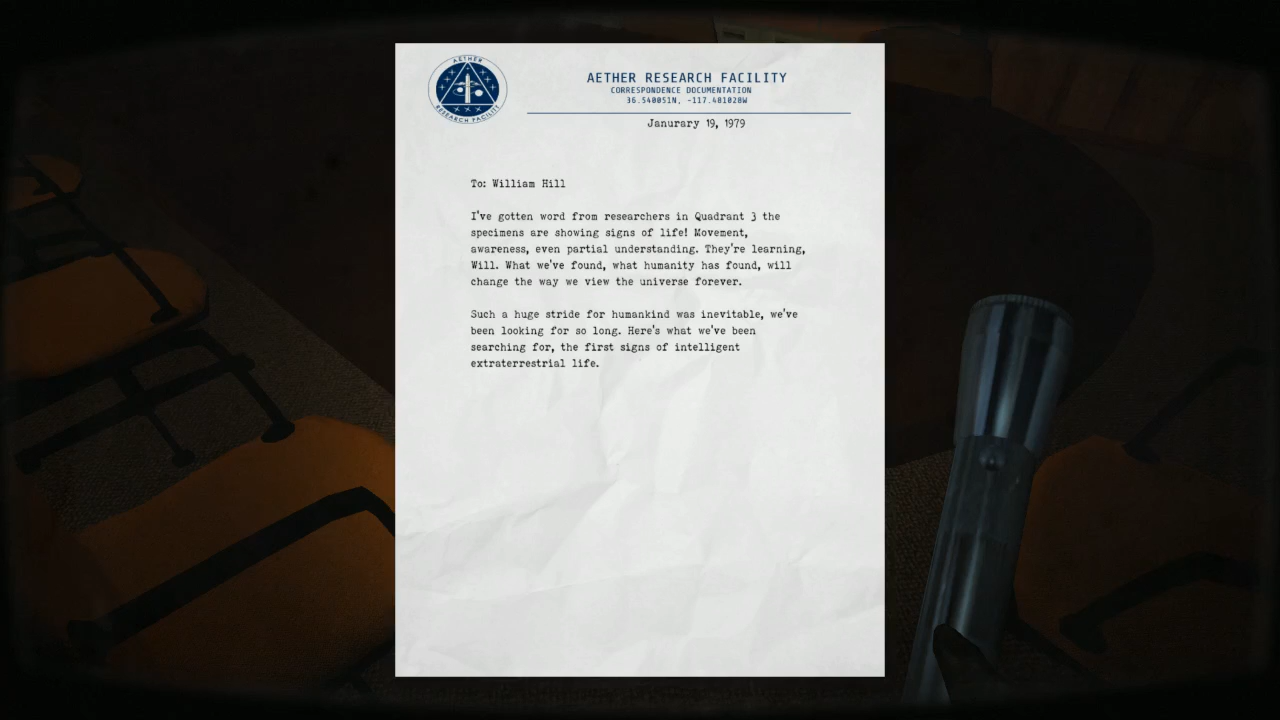 AETHER
RESEARCH FACILITY
AETHER RESEARCH FACILITY
CORRESPONDENCE DOCUMENTATION
36.540051N, -117.481028W
Janurary 19, 1979
To: William Hill
I've gotten word from researchers in Quadrant 3 the
specimens are showing signs of life! Movement,
awareness, even partial understanding. They're learning,
Will. What we've found, what humanity has found, will
change the way we view the universe forever.
Such a huge stride for humankind was inevitable, we've
been looking for so long. Here's what we've been
searching for, the first signs of intelligent
extraterrestrial life.